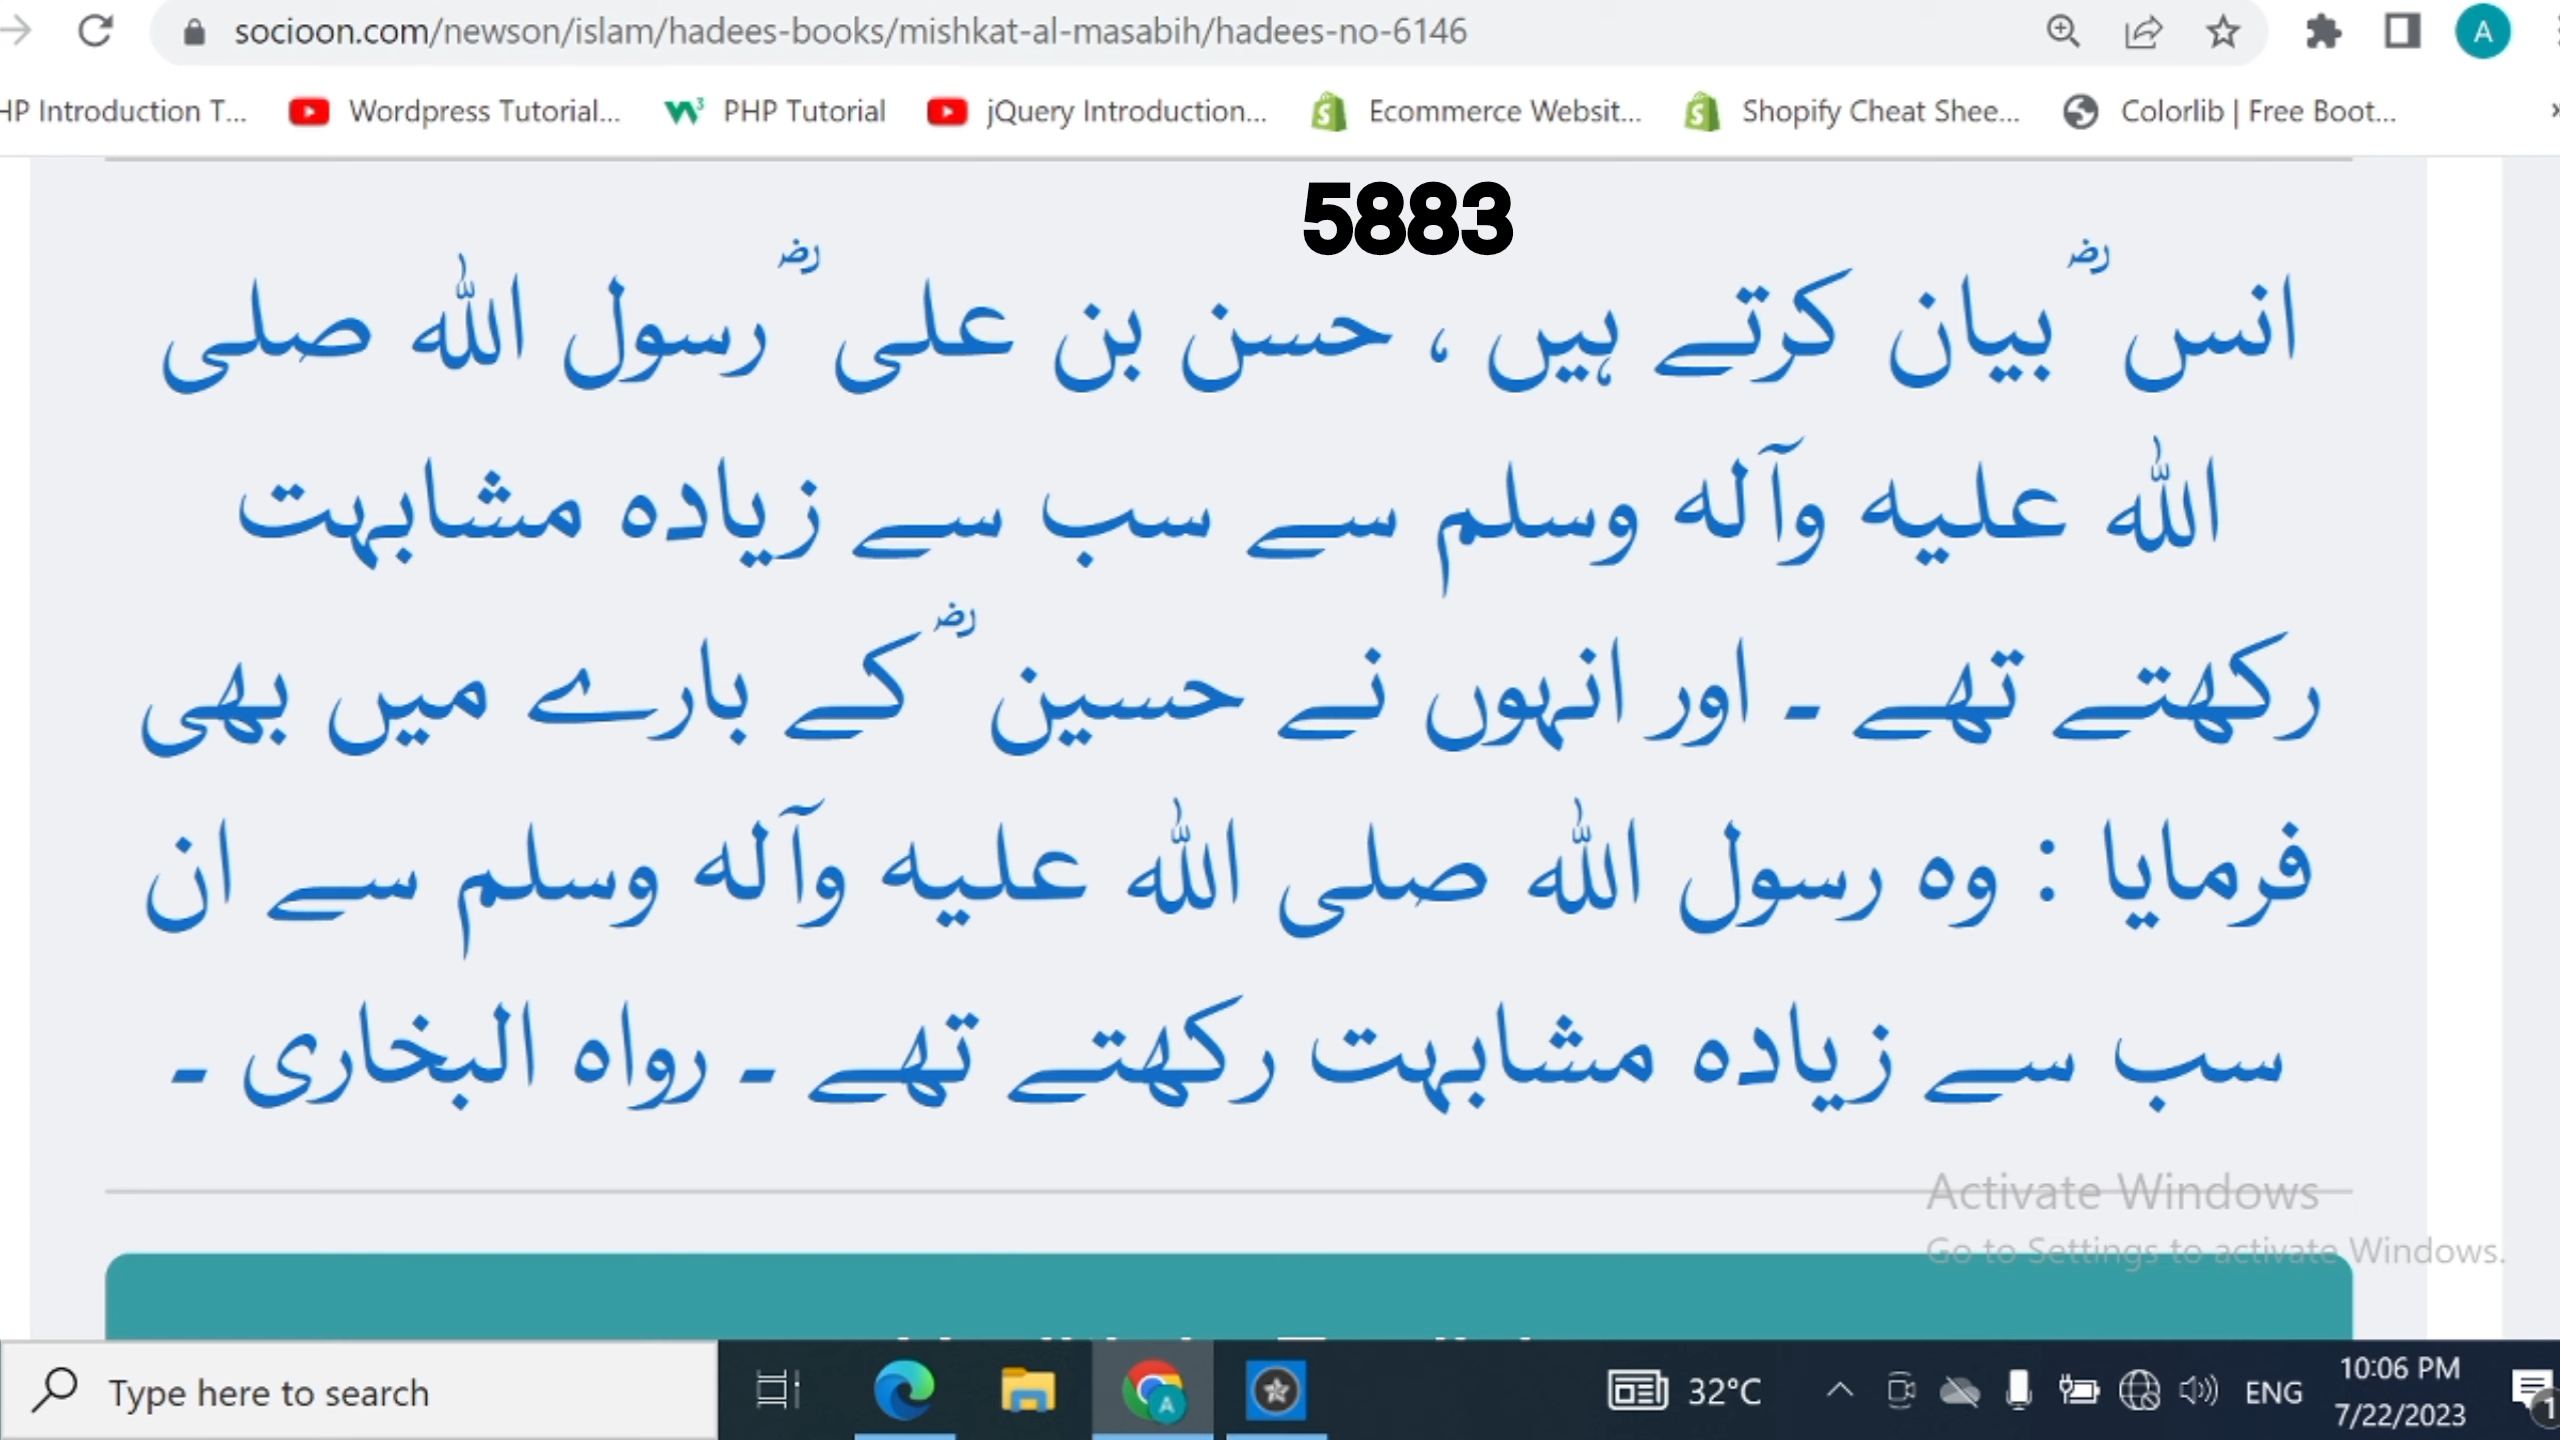 socioon.com/newson/islam/hadees-books/mishkat-al-masabih/hadees-no-6146
A
HP Introduction T... Wordpress Tutorial... PHP Tutorial jQuery Introduction... Ecommerce Websit... Shopify Cheat Shee... Colorlib | Free Boot...
5883
انس ؓ بیان کرتے ہیں ، حسن بن علی ؓ رسول اللہ صلی
اللہ علیہ وآلہ وسلم سے سب سے زیادہ مشابہت
رکھتے تھے ۔ اور انہوں نے حسین ؓ کے بارے میں بھی
فرمایا : وہ رسول اللہ صلی اللہ علیہ وآلہ وسلم سے ان
سب سے زیادہ مشابہت رکھتے تھے ۔ رواہ البخاری ۔
Activate Windows
Go to Settings to activate Windows.
Type here to search
A
32°C
ENG
10:06 PM
7/22/2023
1